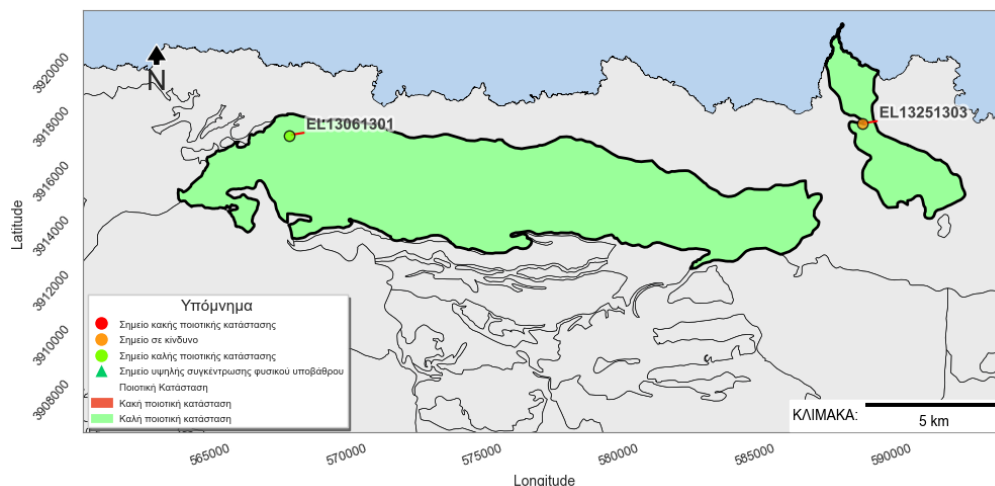 3920000
3918000
3916000
3914000
3912000
3910000
3908000
Latitude
N
EL13061301
EL13251303
Υπόμνημα
Σημείο κακής ποιοτικής κατάστασης
Σημείο σε κίνδυνο
Σημείο καλής ποιοτικής κατάστασης
Σημείο υψηλής συγκέντρωσης φυσικού υποβάθρου
Ποιοτική Κατάσταση
Κακή ποιοτική κατάσταση
Καλή ποιοτική κατάσταση
ΚΛΙΜΑΚΑ:
5 km
565000
570000
575000
580000
585000
590000
Longitude